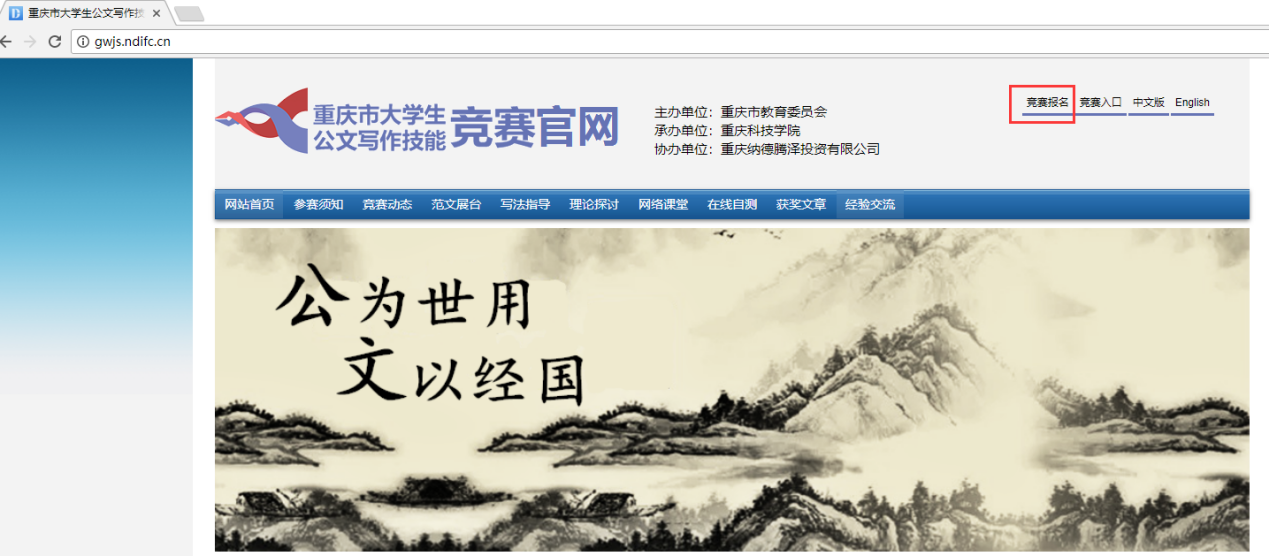 重庆市大学生公文写作技
gwjs.ndifc.cn
重庆市大学生
公文写作技能
竞赛官网
主办单位：重庆市教育委员会
承办单位：重庆科技学院
协办单位：重庆纳德腾泽投资有限公司
竞赛报名 竞赛入口 中文版 English
网站首页 参赛须知 竞赛动态 范文展台 写法指导 理论探讨 网络课堂 在线自测 获奖文章 经验交流
公为世用
文以经国